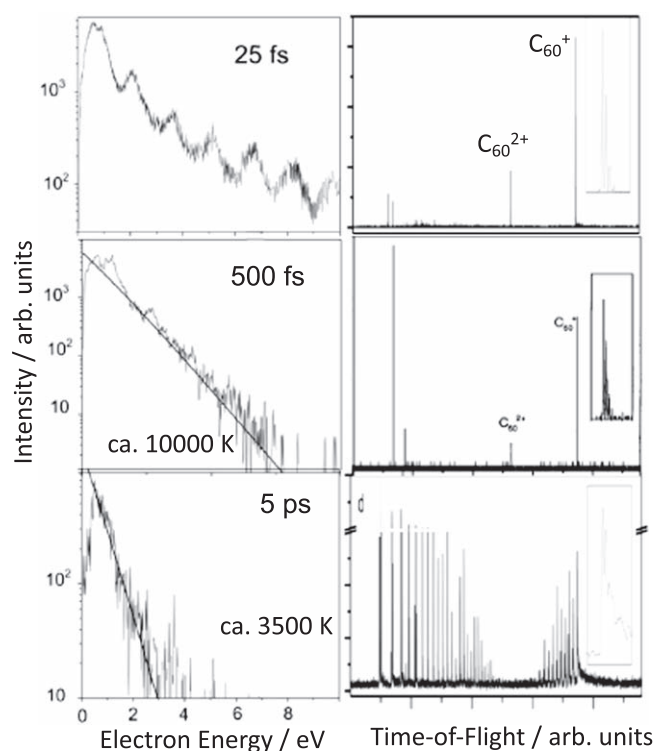 25 fs
10³
10²
C₆₀⁺
C₆₀²⁺
500 fs
10³
10²
10
ca. 10000 K
C₆₀⁺
C₆₀²⁺
5 ps
10²
10
ca. 3500 K
d
0 2 4 6 8
Intensity / arb. units
Electron Energy / eV
Time-of-Flight / arb. units